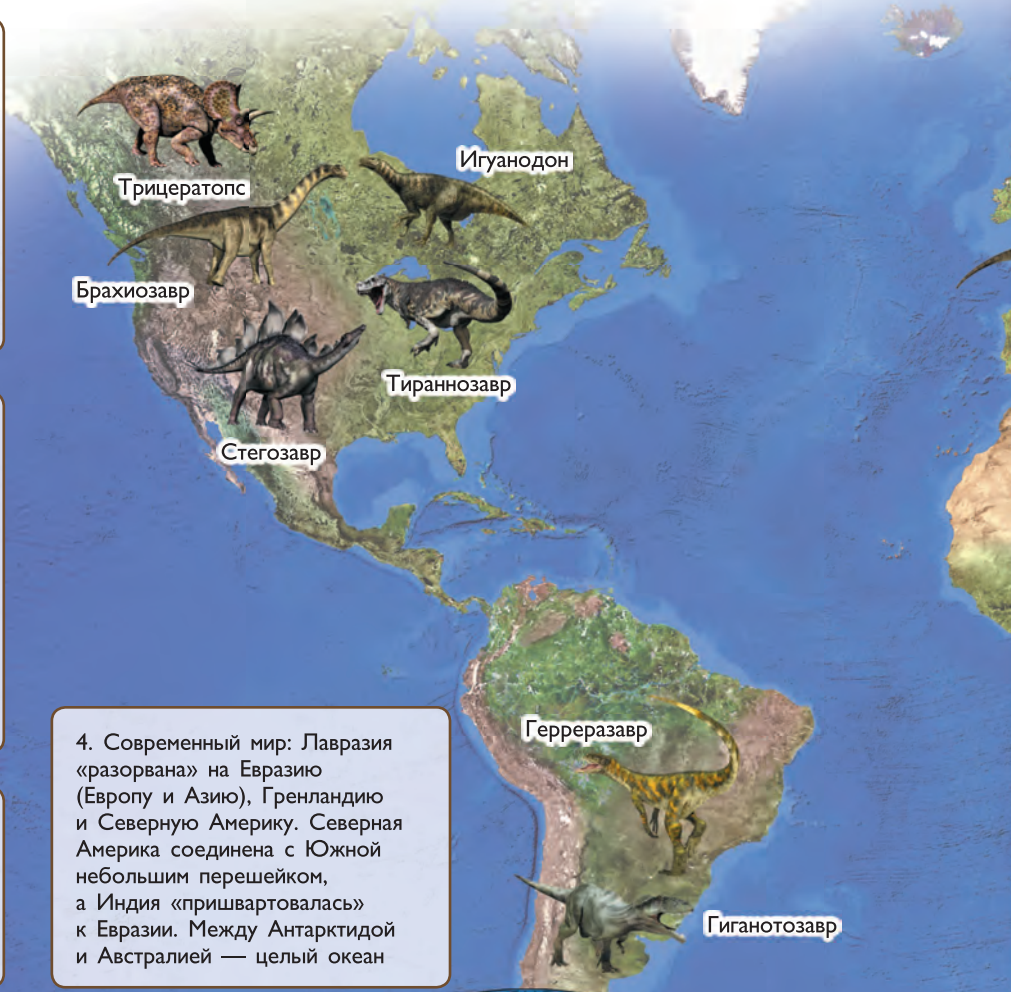 Игуанодон
Трицератопс
Брахиозавр
Тираннозавр
Стегозавр
Герреразавр
4. Современный мир: Лавразия
«разорвана» на Евразию
(Европу и Азию), Гренландию
и Северную Америку. Северная
Америка соединена с Южной
небольшим перешейком,
а Индия «пришвартовалась»
к Евразии. Между Антарктидой
и Австралией — целый океан
Гиганотозавр